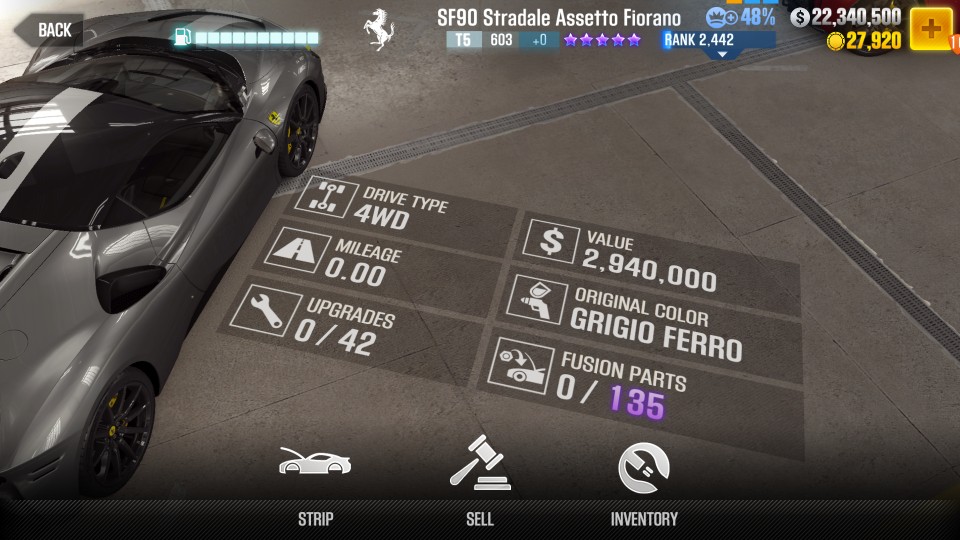 BACK
SF90 Stradale Assetto Fiorano
T5 603 +0
48%
RANK 2,442
$ 22,340,500
27,920
DRIVE TYPE
4WD
MILEAGE
0.00
UPGRADES
0 / 42
$ VALUE
2,940,000
ORIGINAL COLOR
GRIGIO FERRO
FUSION PARTS
0 / 135
STRIP
SELL
INVENTORY